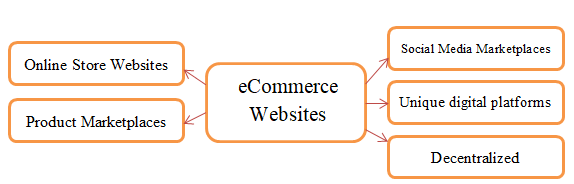 Online Store Websites
Product Marketplaces
eCommerce
Websites
Social Media Marketplaces
Unique digital platforms
Decentralized